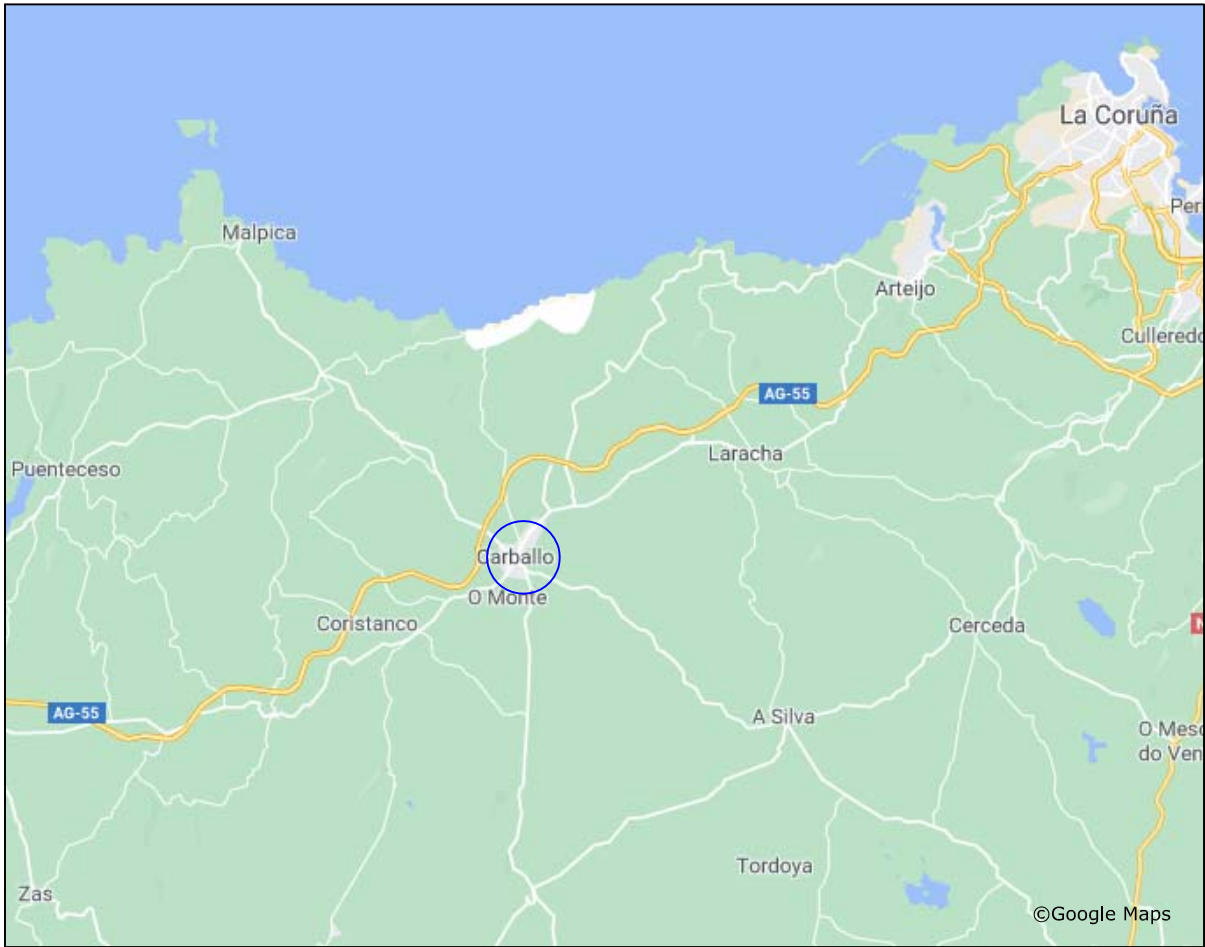 La Coruña
Per
Malpica
Arteijo
Culleredo
AG-55
Laracha
Puenteceso
Carballo
O Monte
Coristanco
Cerceda
N
AG-55
A Silva
O Meso
do Ven
Tordoya
Zas
©Google Maps